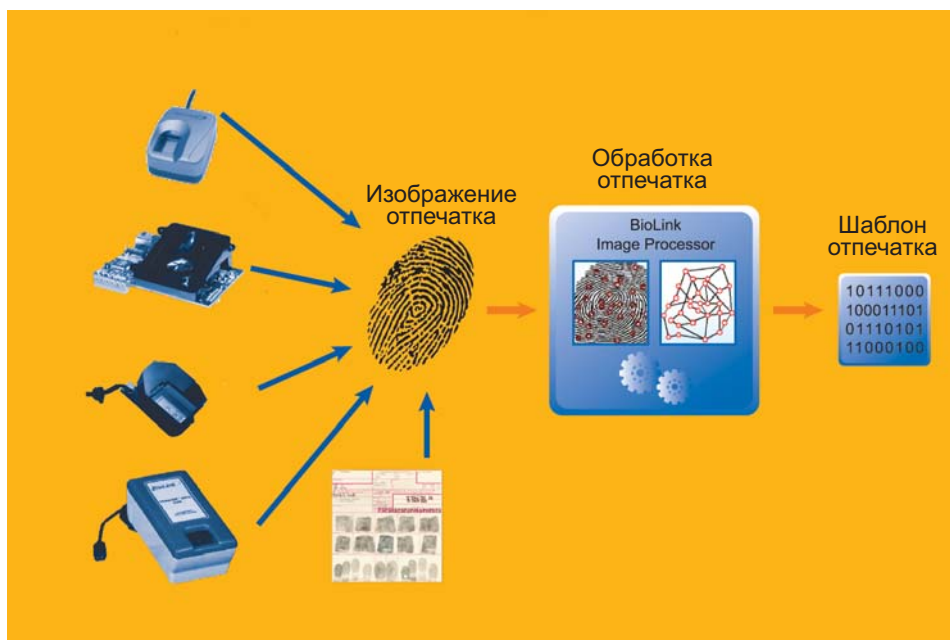 Изображение
отпечатка
Обработка
отпечатка
BioLink
Image Processor
Шаблон
отпечатка
10111000
100011101
01110101
11000100